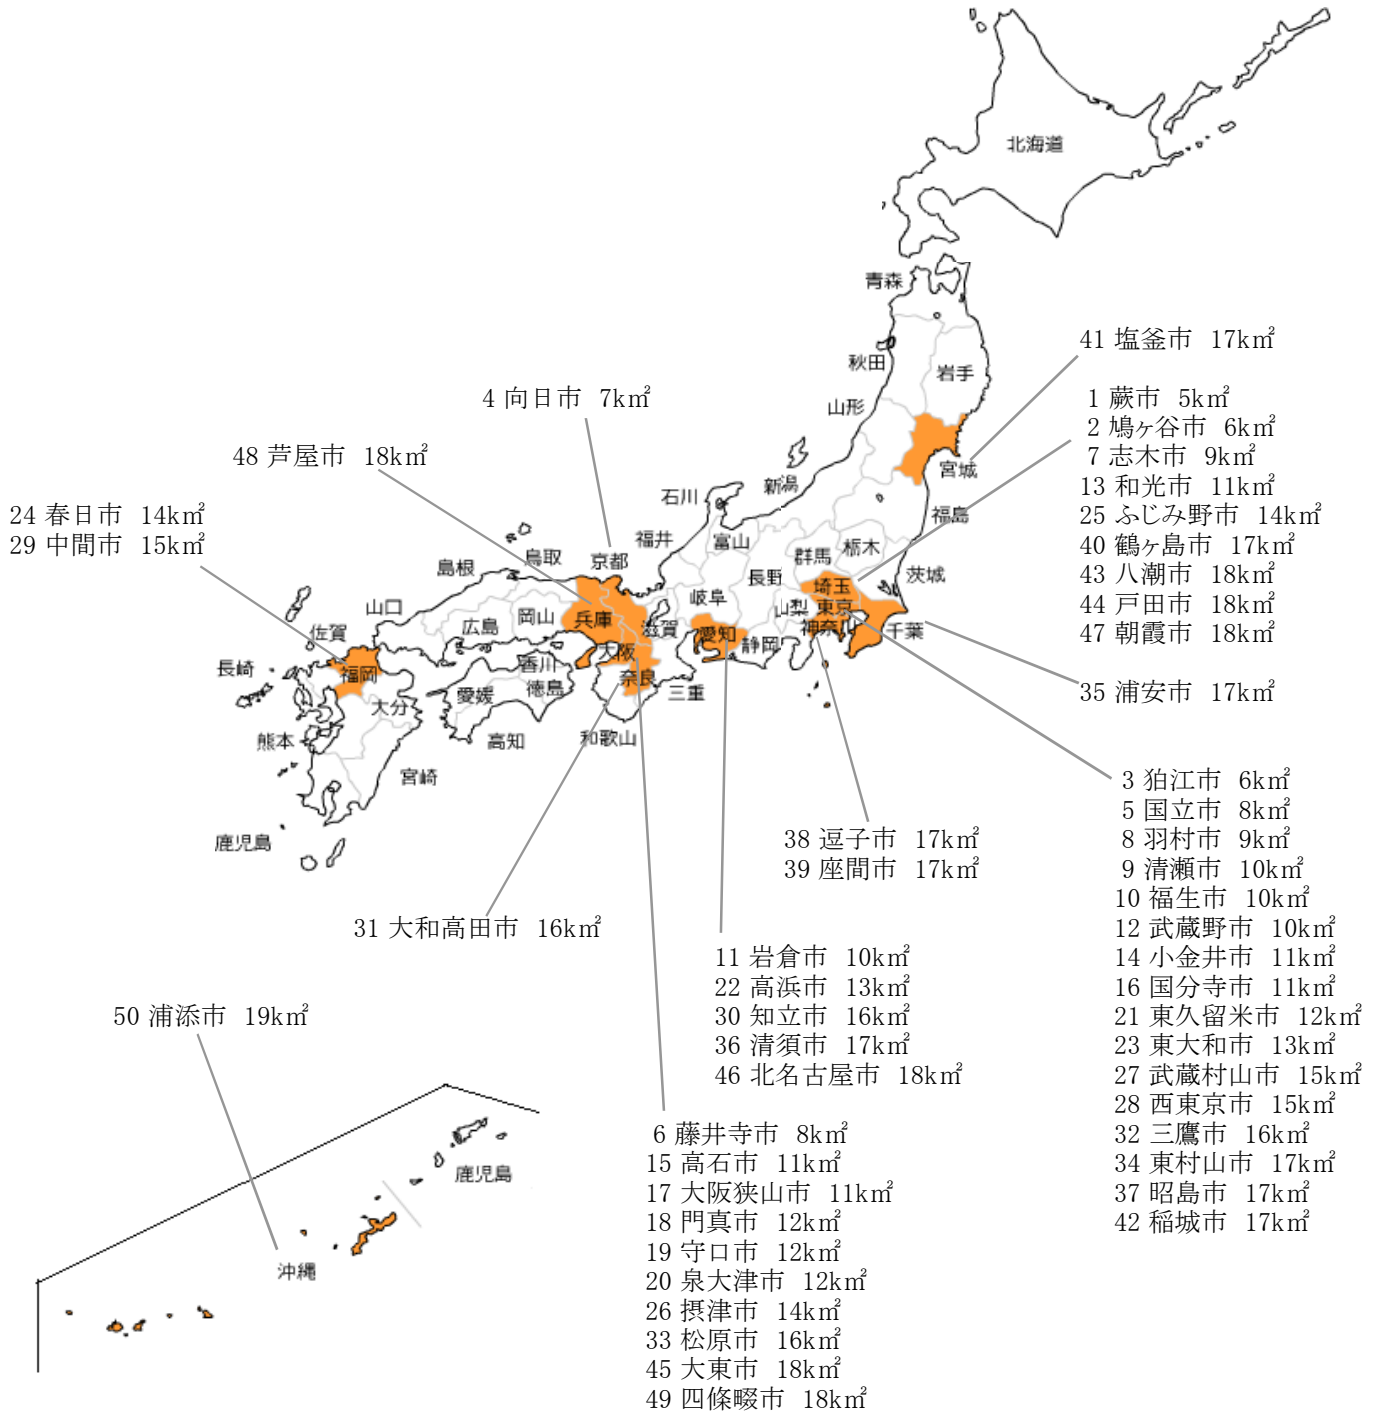 北海道
青森
41 塩釜市 17k㎡
秋田
岩手
1 蕨市 5k㎡
2 鳩ヶ谷市 6k㎡
7 志木市 9k㎡
13 和光市 11k㎡
25 ふじみ野市 14k㎡
40 鶴ヶ島市 17k㎡
43 八潮市 18k㎡
44 戸田市 18k㎡
47 朝霞市 18k㎡
4 向日市 7k㎡
山形
48 芦屋市 18k㎡
宮城
新潟
石川
24 春日市 14k㎡
29 中間市 15k㎡
福島
福井
富山
群馬
栃木
鳥取
京都
島根
長野
茨城
埼玉
岐阜
山口
岡山
兵庫
山梨
東京
佐賀
広島
滋賀
愛知
神奈川
千葉
静岡
大阪
香川
長崎
福岡
奈良
徳島
愛媛
三重
35 浦安市 17k㎡
大分
熊本
高知
和歌山
宮崎
鹿児島
3 狛江市 6k㎡
5 国立市 8k㎡
8 羽村市 9k㎡
9 清瀬市 10k㎡
10 福生市 10k㎡
12 武蔵野市 10k㎡
14 小金井市 11k㎡
16 国分寺市 11k㎡
21 東久留米市 12k㎡
23 東大和市 13k㎡
27 武蔵村山市 15k㎡
28 西東京市 15k㎡
32 三鷹市 16k㎡
34 東村山市 17k㎡
37 昭島市 17k㎡
42 稲城市 17k㎡
38 逗子市 17k㎡
39 座間市 17k㎡
31 大和高田市 16k㎡
11 岩倉市 10k㎡
22 高浜市 13k㎡
30 知立市 16k㎡
36 清須市 17k㎡
46 北名古屋市 18k㎡
50 浦添市 19k㎡
6 藤井寺市 8k㎡
15 高石市 11k㎡
17 大阪狭山市 11k㎡
18 門真市 12k㎡
19 守口市 12k㎡
20 泉大津市 12k㎡
26 摂津市 14k㎡
33 松原市 16k㎡
45 大東市 18k㎡
49 四條畷市 18k㎡
鹿児島
沖縄